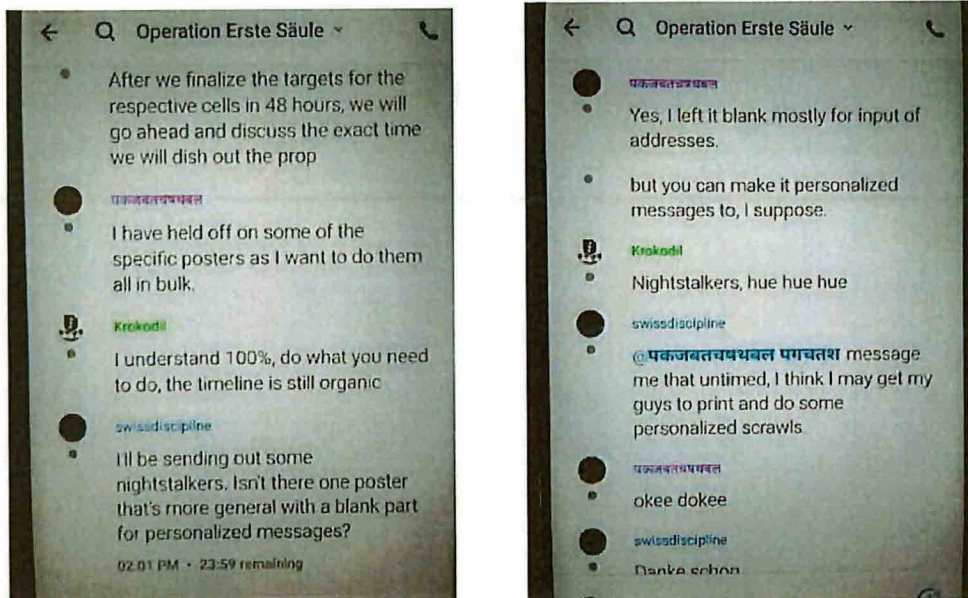 Operation Erste Säule
After we finalize the targets for the
respective cells in 48 hours, we will
go ahead and discuss the exact time
we will dish out the prop
I have held off on some of the
specific posters as I want to do them
all in bulk.
Krokodil
I understand 100%, do what you need
to do, the timeline is still organic
swissdiscipline
I'll be sending out some
nightstalkers. Isn't there one poster
that's more general with a blank part
for personalized messages?
02:01 PM • 23:59 remaining
Operation Erste Säule
Yes, I left it blank mostly for input of
addresses.
but you can make it personalized
messages to, I suppose.
Krokodil
Nightstalkers, hue hue hue
swissdiscipline
@पकजबतचषथबल पगचतश message
me that untimed, I think I may get my
guys to print and do some
personalized scrawls
okee dokee
swissdiscipline
Danke schon